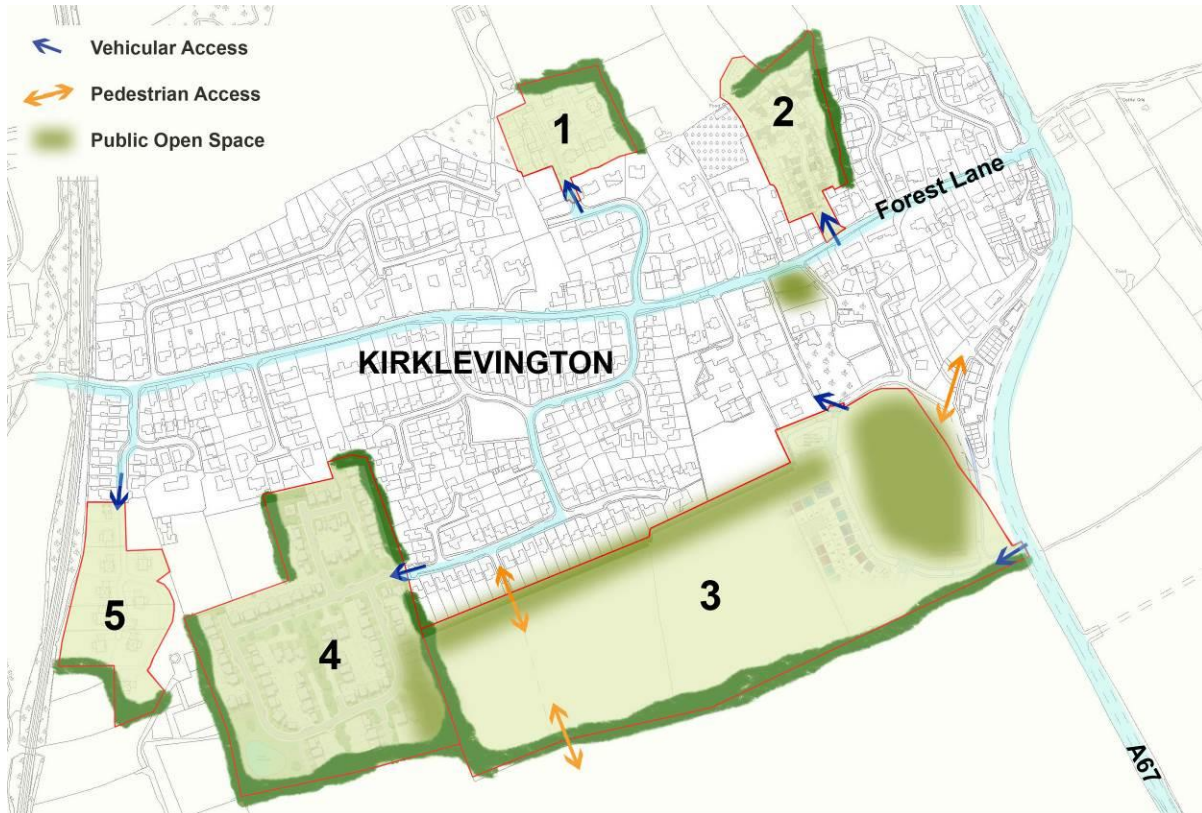 Vehicular Access
Pedestrian Access
Public Open Space
1
2
Forest Lane
KIRKLEVINGTON
3
4
5
A67